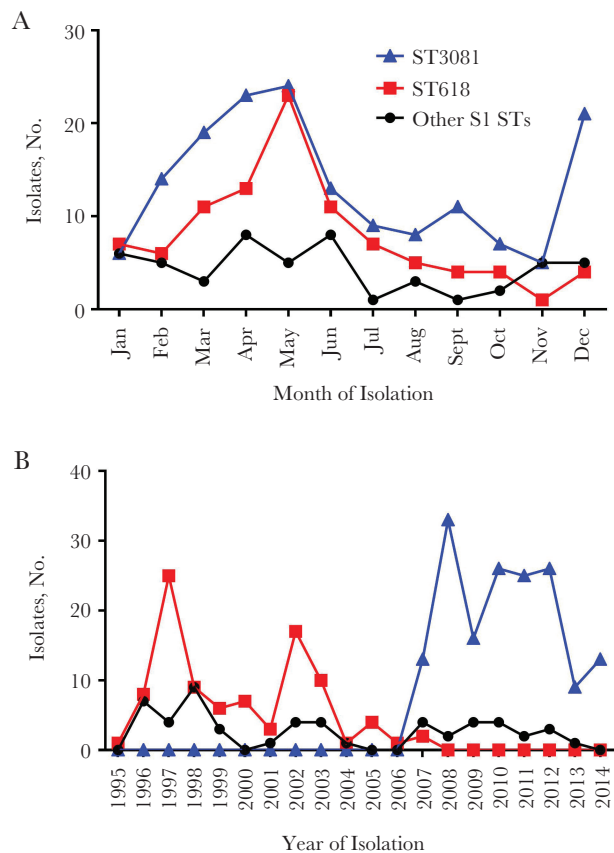 A
30
20
10
0
Isolates, No.
ST3081
ST618
Other S1 STs
Jan
Feb
Mar
Apr
May
Jun
Jul
Aug
Sept
Oct
Nov
Dec
Month of Isolation
B
40
30
20
10
0
Isolates, No.
1995
1996
1997
1998
1999
2000
2001
2002
2003
2004
2005
2006
2007
2008
2009
2010
2011
2012
2013
2014
Year of Isolation